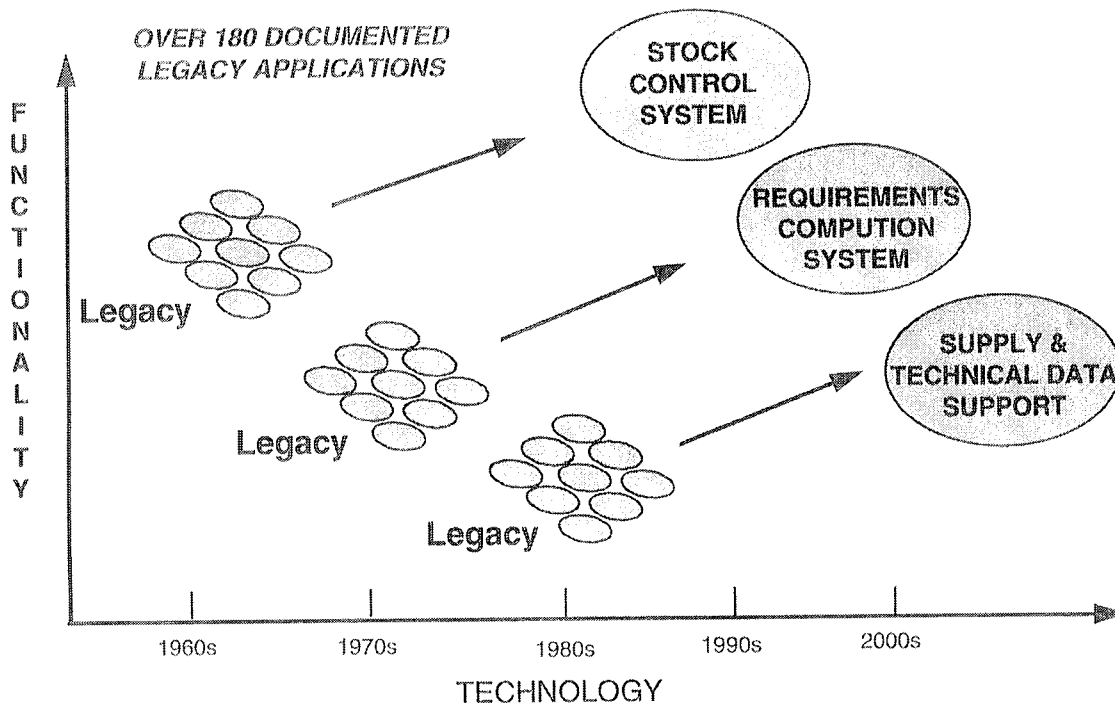 OVER 180 DOCUMENTED
LEGACY APPLICATIONS
STOCK
CONTROL
SYSTEM
REQUIREMENTS
COMPUTION
SYSTEM
SUPPLY &
TECHNICAL DATA
SUPPORT
FUNCTIONALITY
Legacy
Legacy
Legacy
1960s
1970s
1980s
1990s
2000s
TECHNOLOGY